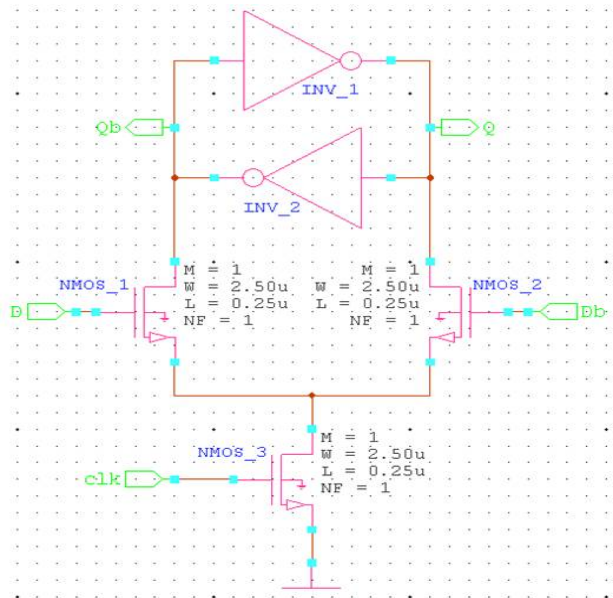 INV_1
Qb
Q
INV_2
NMOS_1
M = 1
W = 2.50u
L = 0.25u
NF = 1
M = 1
W = 2.50u
L = 0.25u
NF = 1
NMOS_2
D
Db
NMOS_3
M = 1
W = 2.50u
L = 0.25u
NF = 1
clk